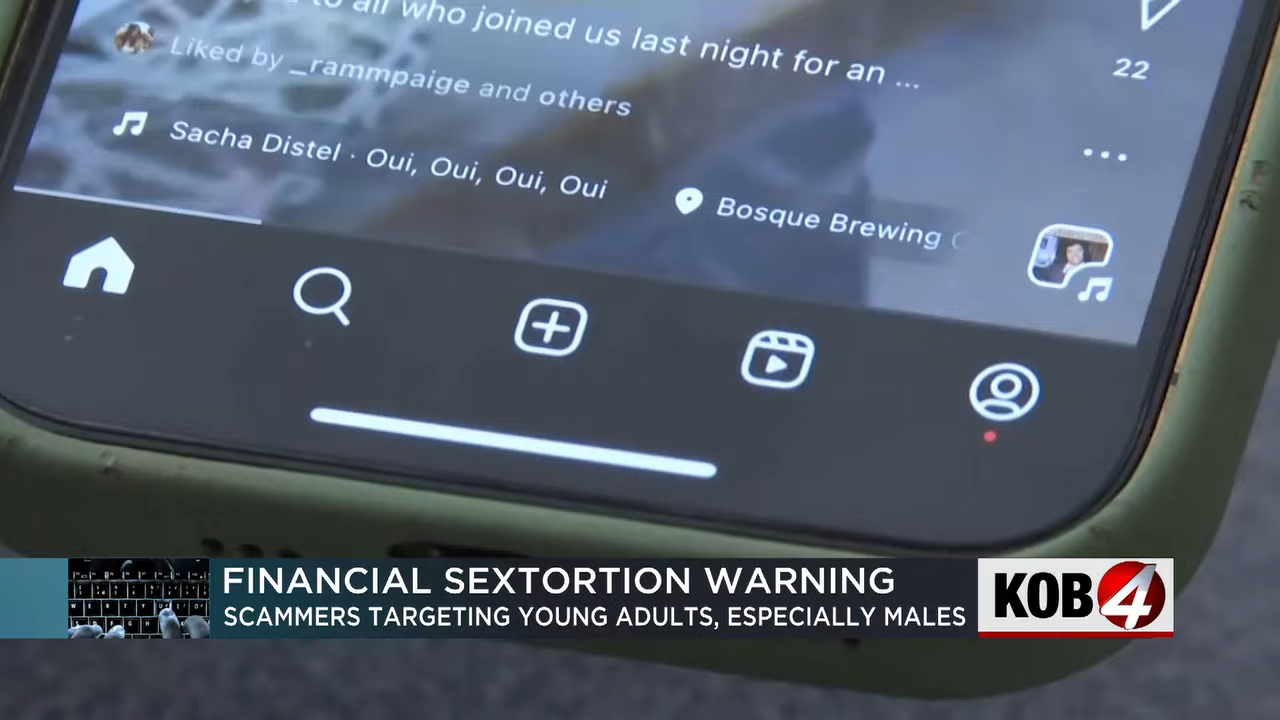 to all who joined us last night for an ...
22
Liked by _rammpaige and others
Sacha Distel · Oui, Oui, Oui, Oui
Bosque Brewing
FINANCIAL SEXTORTION WARNING
SCAMMERS TARGETING YOUNG ADULTS, ESPECIALLY MALES
KOB 4